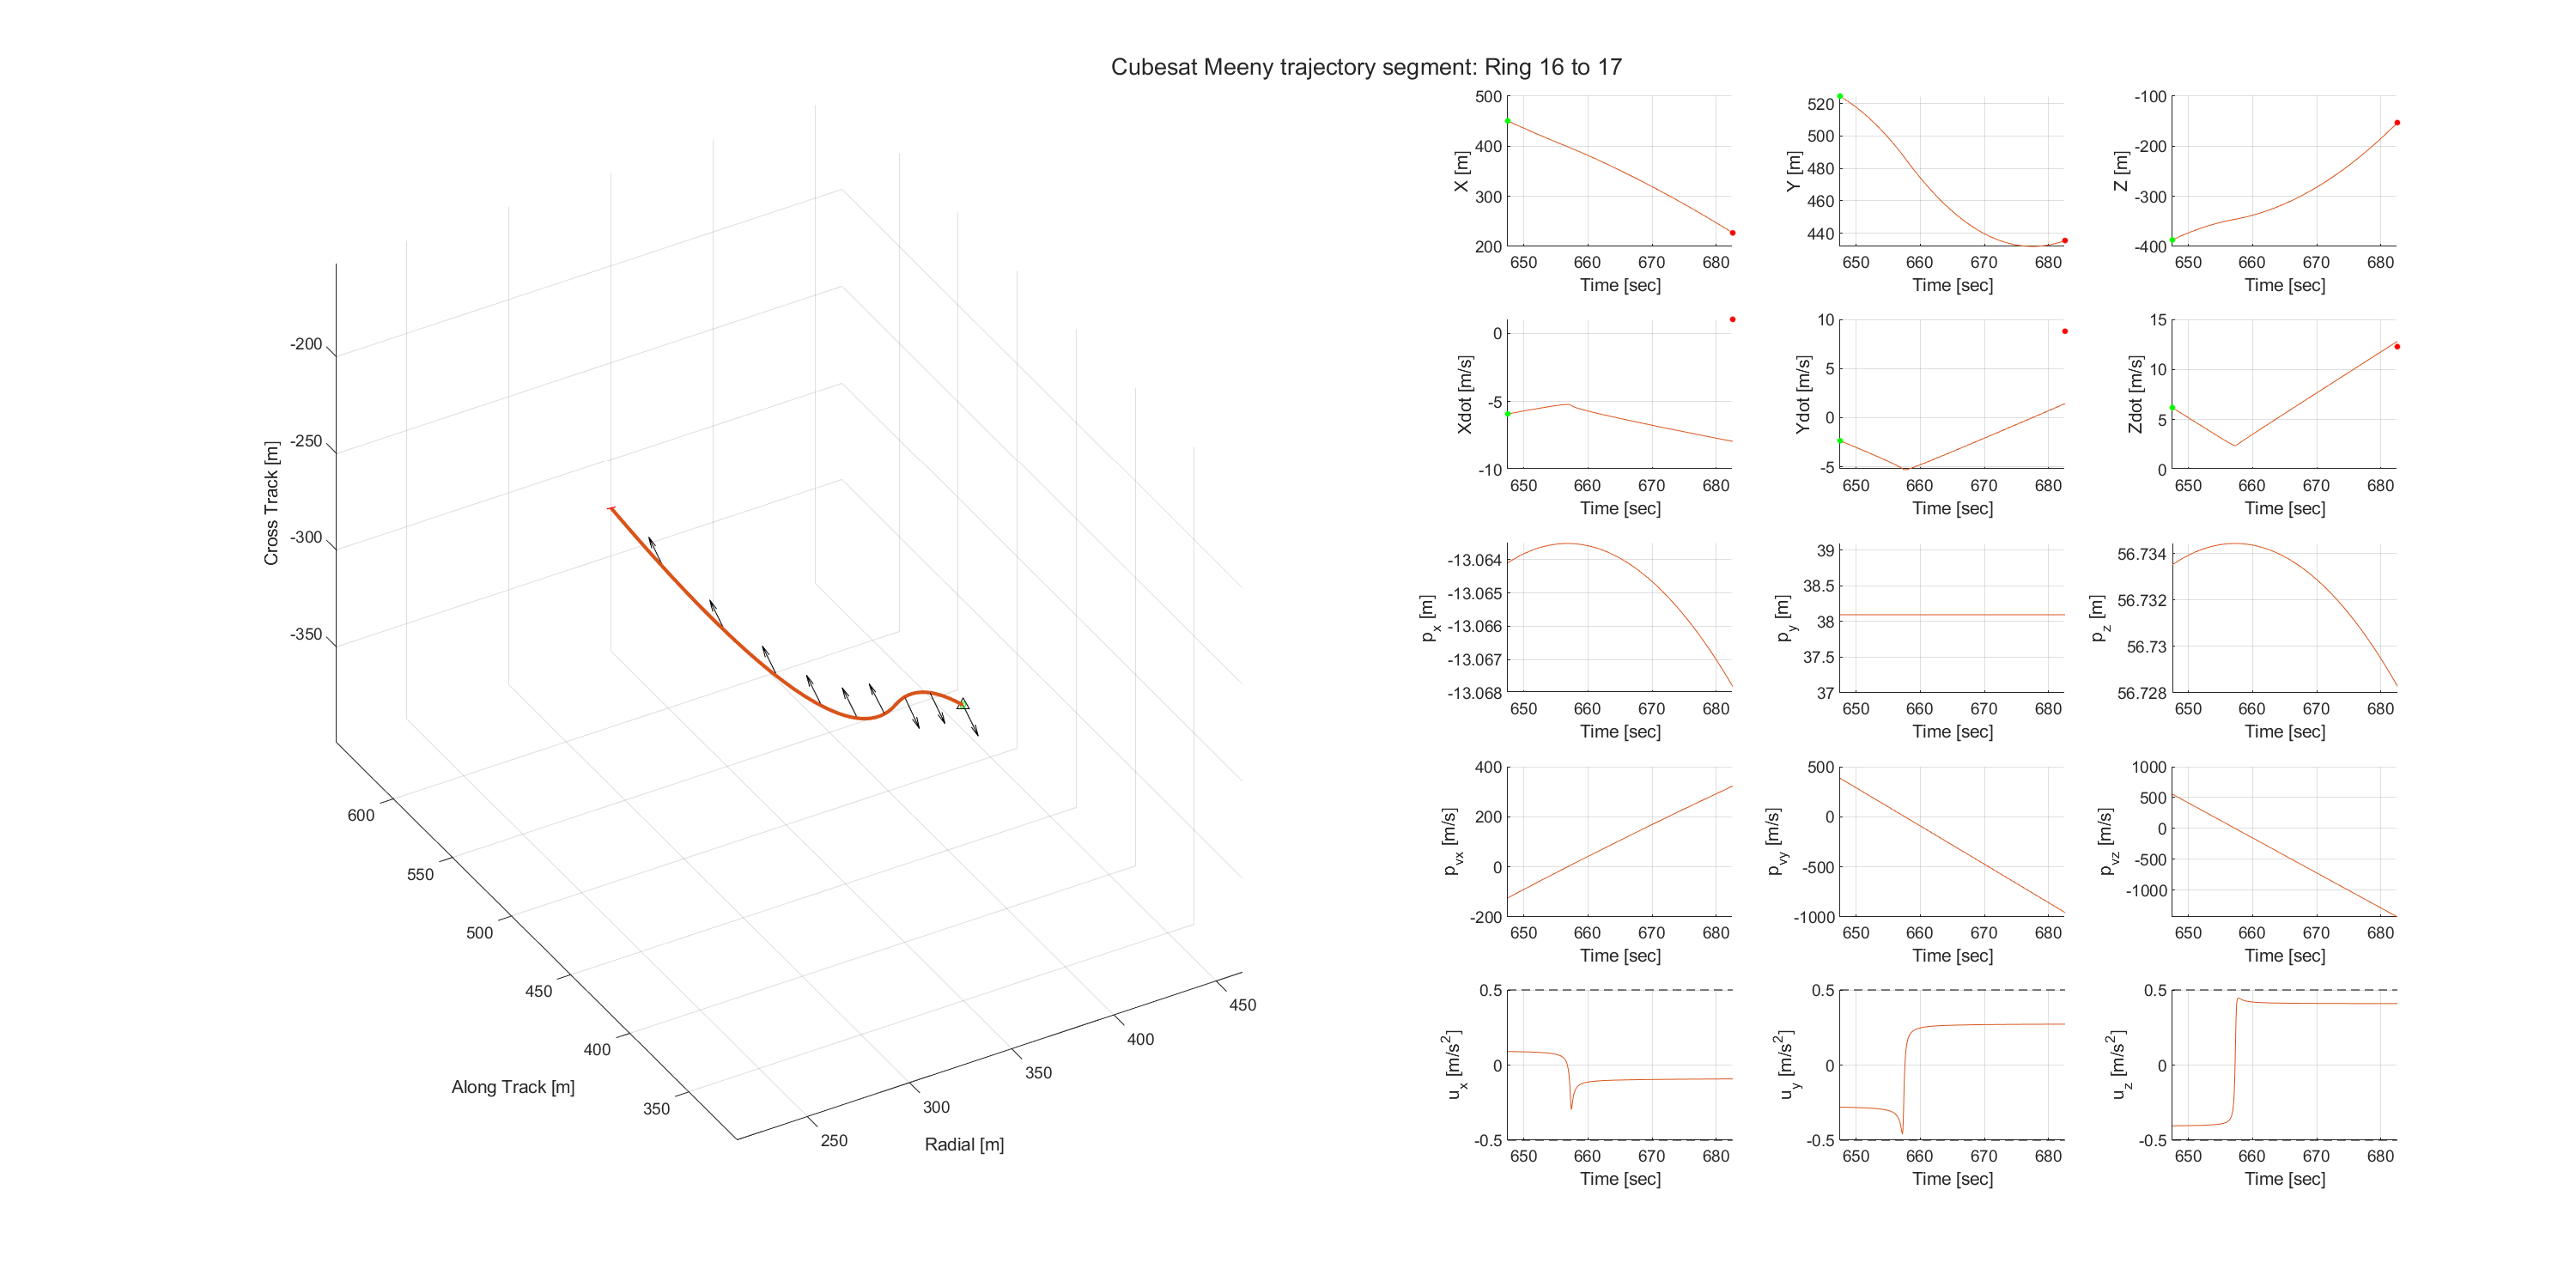 Cubesat Meeny trajectory segment: Ring 16 to 17
-200
-250
-300
-350
Cross Track [m]
600
550
500
450
400
350
Along Track [m]
250
300
350
400
450
Radial [m]
500
400
300
200
X [m]
650 660 670 680
Time [sec]
520
500
480
460
440
Y [m]
650 660 670 680
Time [sec]
-100
-200
-300
-400
Z [m]
650 660 670 680
Time [sec]
0
-5
-10
Xdot [m/s]
650 660 670 680
Time [sec]
10
5
0
-5
Ydot [m/s]
650 660 670 680
Time [sec]
15
10
5
0
Zdot [m/s]
650 660 670 680
Time [sec]
-13.064
-13.065
-13.066
-13.067
-13.068
p_x [m]
650 660 670 680
Time [sec]
39
38.5
38
37.5
37
p_y [m]
650 660 670 680
Time [sec]
56.734
56.732
56.73
56.728
p_z [m]
650 660 670 680
Time [sec]
400
200
0
-200
p_vx [m/s]
650 660 670 680
Time [sec]
500
0
-500
-1000
p_vy [m/s]
650 660 670 680
Time [sec]
1000
500
0
-500
-1000
p_vz [m/s]
650 660 670 680
Time [sec]
0.5
0
-0.5
u_x [m/s²]
650 660 670 680
Time [sec]
0.5
0
-0.5
u_y [m/s²]
650 660 670 680
Time [sec]
0.5
0
-0.5
u_z [m/s²]
650 660 670 680
Time [sec]